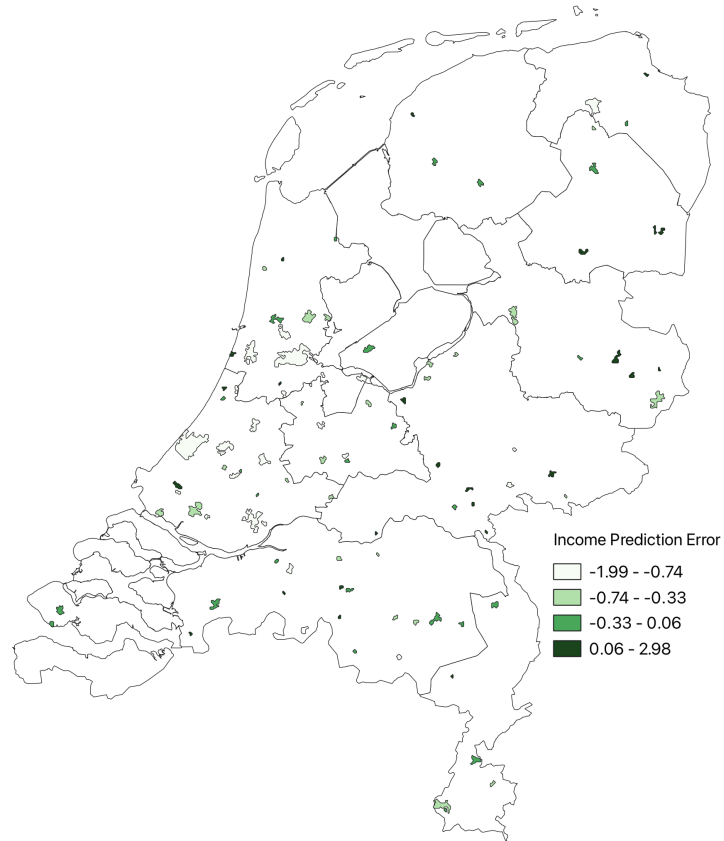 Income Prediction Error
-1.99 - -0.74
-0.74 - -0.33
-0.33 - 0.06
0.06 - 2.98